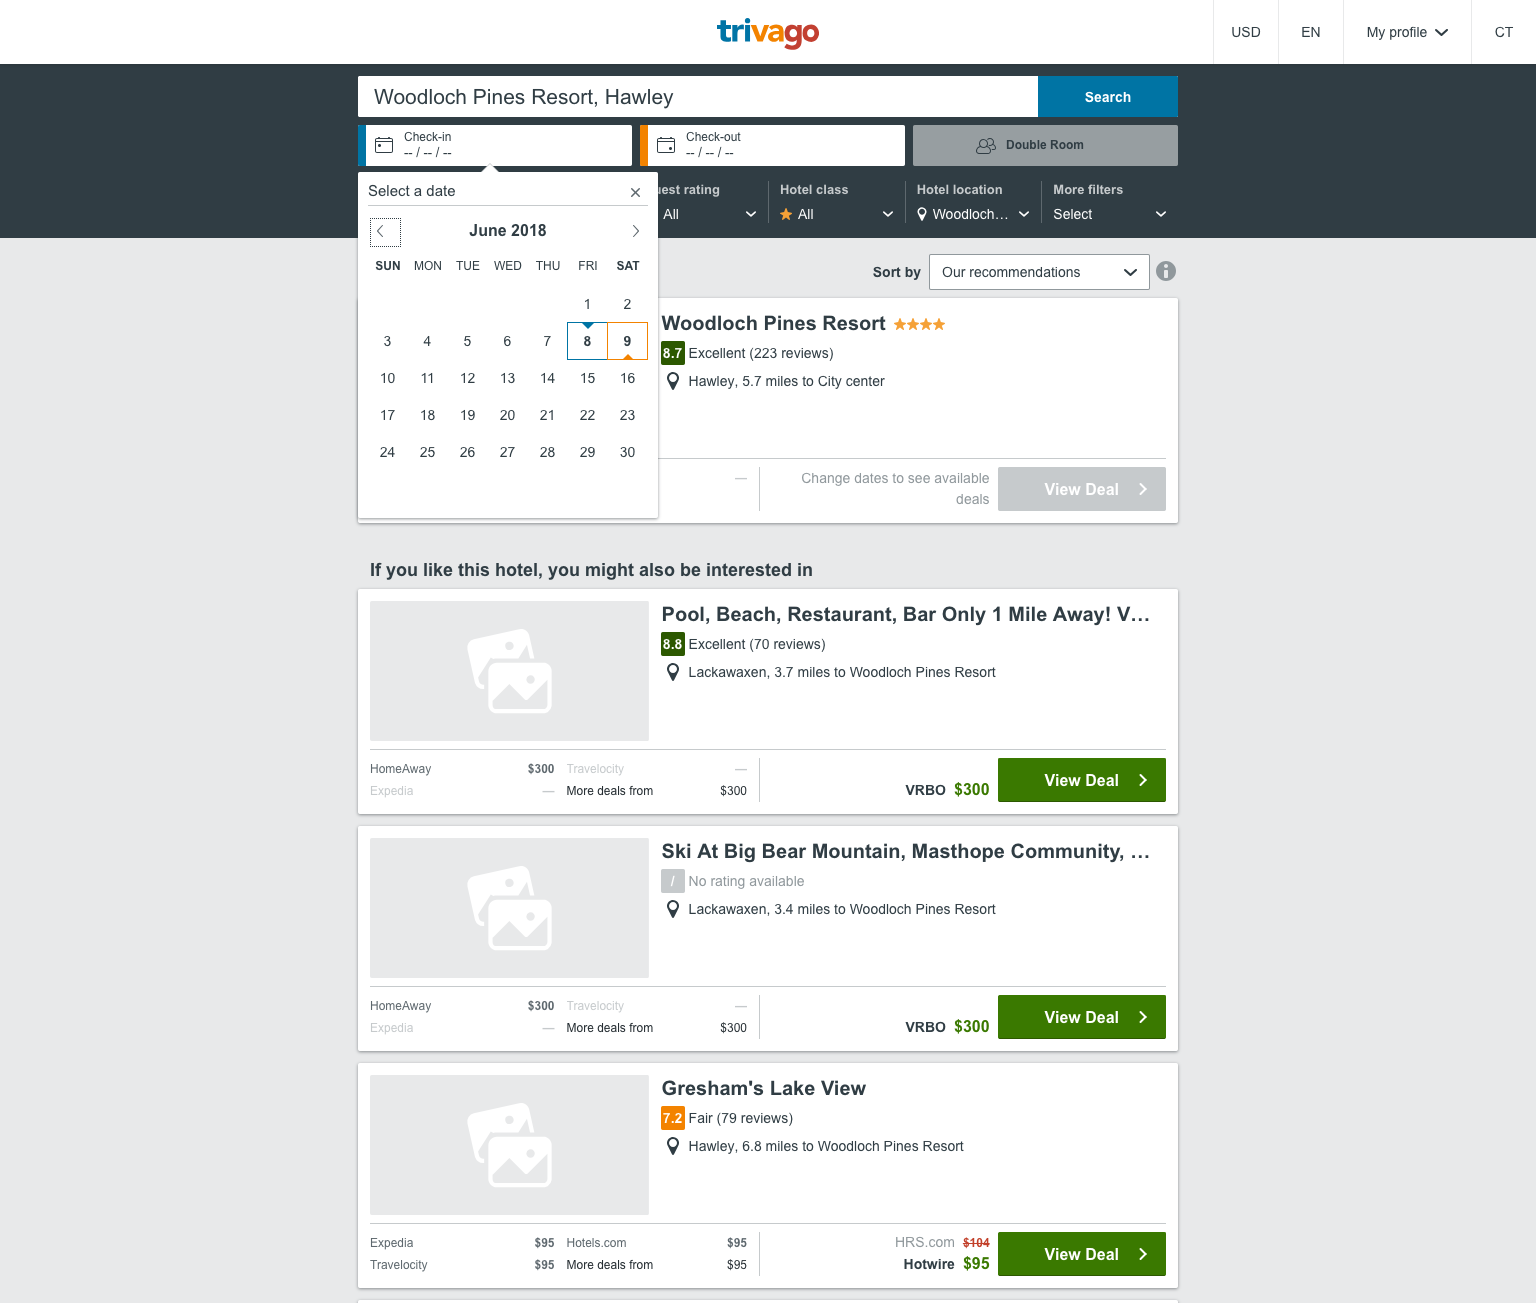 trivago
USD
EN
My profile
CT
Woodloch Pines Resort, Hawley
Search
Check-in
-- / -- / --
Check-out
-- / -- / --
Double Room
Select a date
June 2018
SUN MON TUE WED THU FRI SAT
1 2
3 4 5 6 7 8 9
10 11 12 13 14 15 16
17 18 19 20 21 22 23
24 25 26 27 28 29 30
uest rating
All
Hotel class
All
Hotel location
Woodloch...
More filters
Select
Sort by
Our recommendations
Woodloch Pines Resort
8.7 Excellent (223 reviews)
Hawley, 5.7 miles to City center
—
Change dates to see available
deals
View Deal
If you like this hotel, you might also be interested in
Pool, Beach, Restaurant, Bar Only 1 Mile Away! V...
8.8 Excellent (70 reviews)
Lackawaxen, 3.7 miles to Woodloch Pines Resort
HomeAway $300 Travelocity —
Expedia — More deals from $300
VRBO $300
View Deal
Ski At Big Bear Mountain, Masthope Community, ...
/ No rating available
Lackawaxen, 3.4 miles to Woodloch Pines Resort
HomeAway $300 Travelocity —
Expedia — More deals from $300
VRBO $300
View Deal
Gresham's Lake View
7.2 Fair (79 reviews)
Hawley, 6.8 miles to Woodloch Pines Resort
Expedia $95 Hotels.com $95
Travelocity $95 More deals from $95
HRS.com $104
Hotwire $95
View Deal